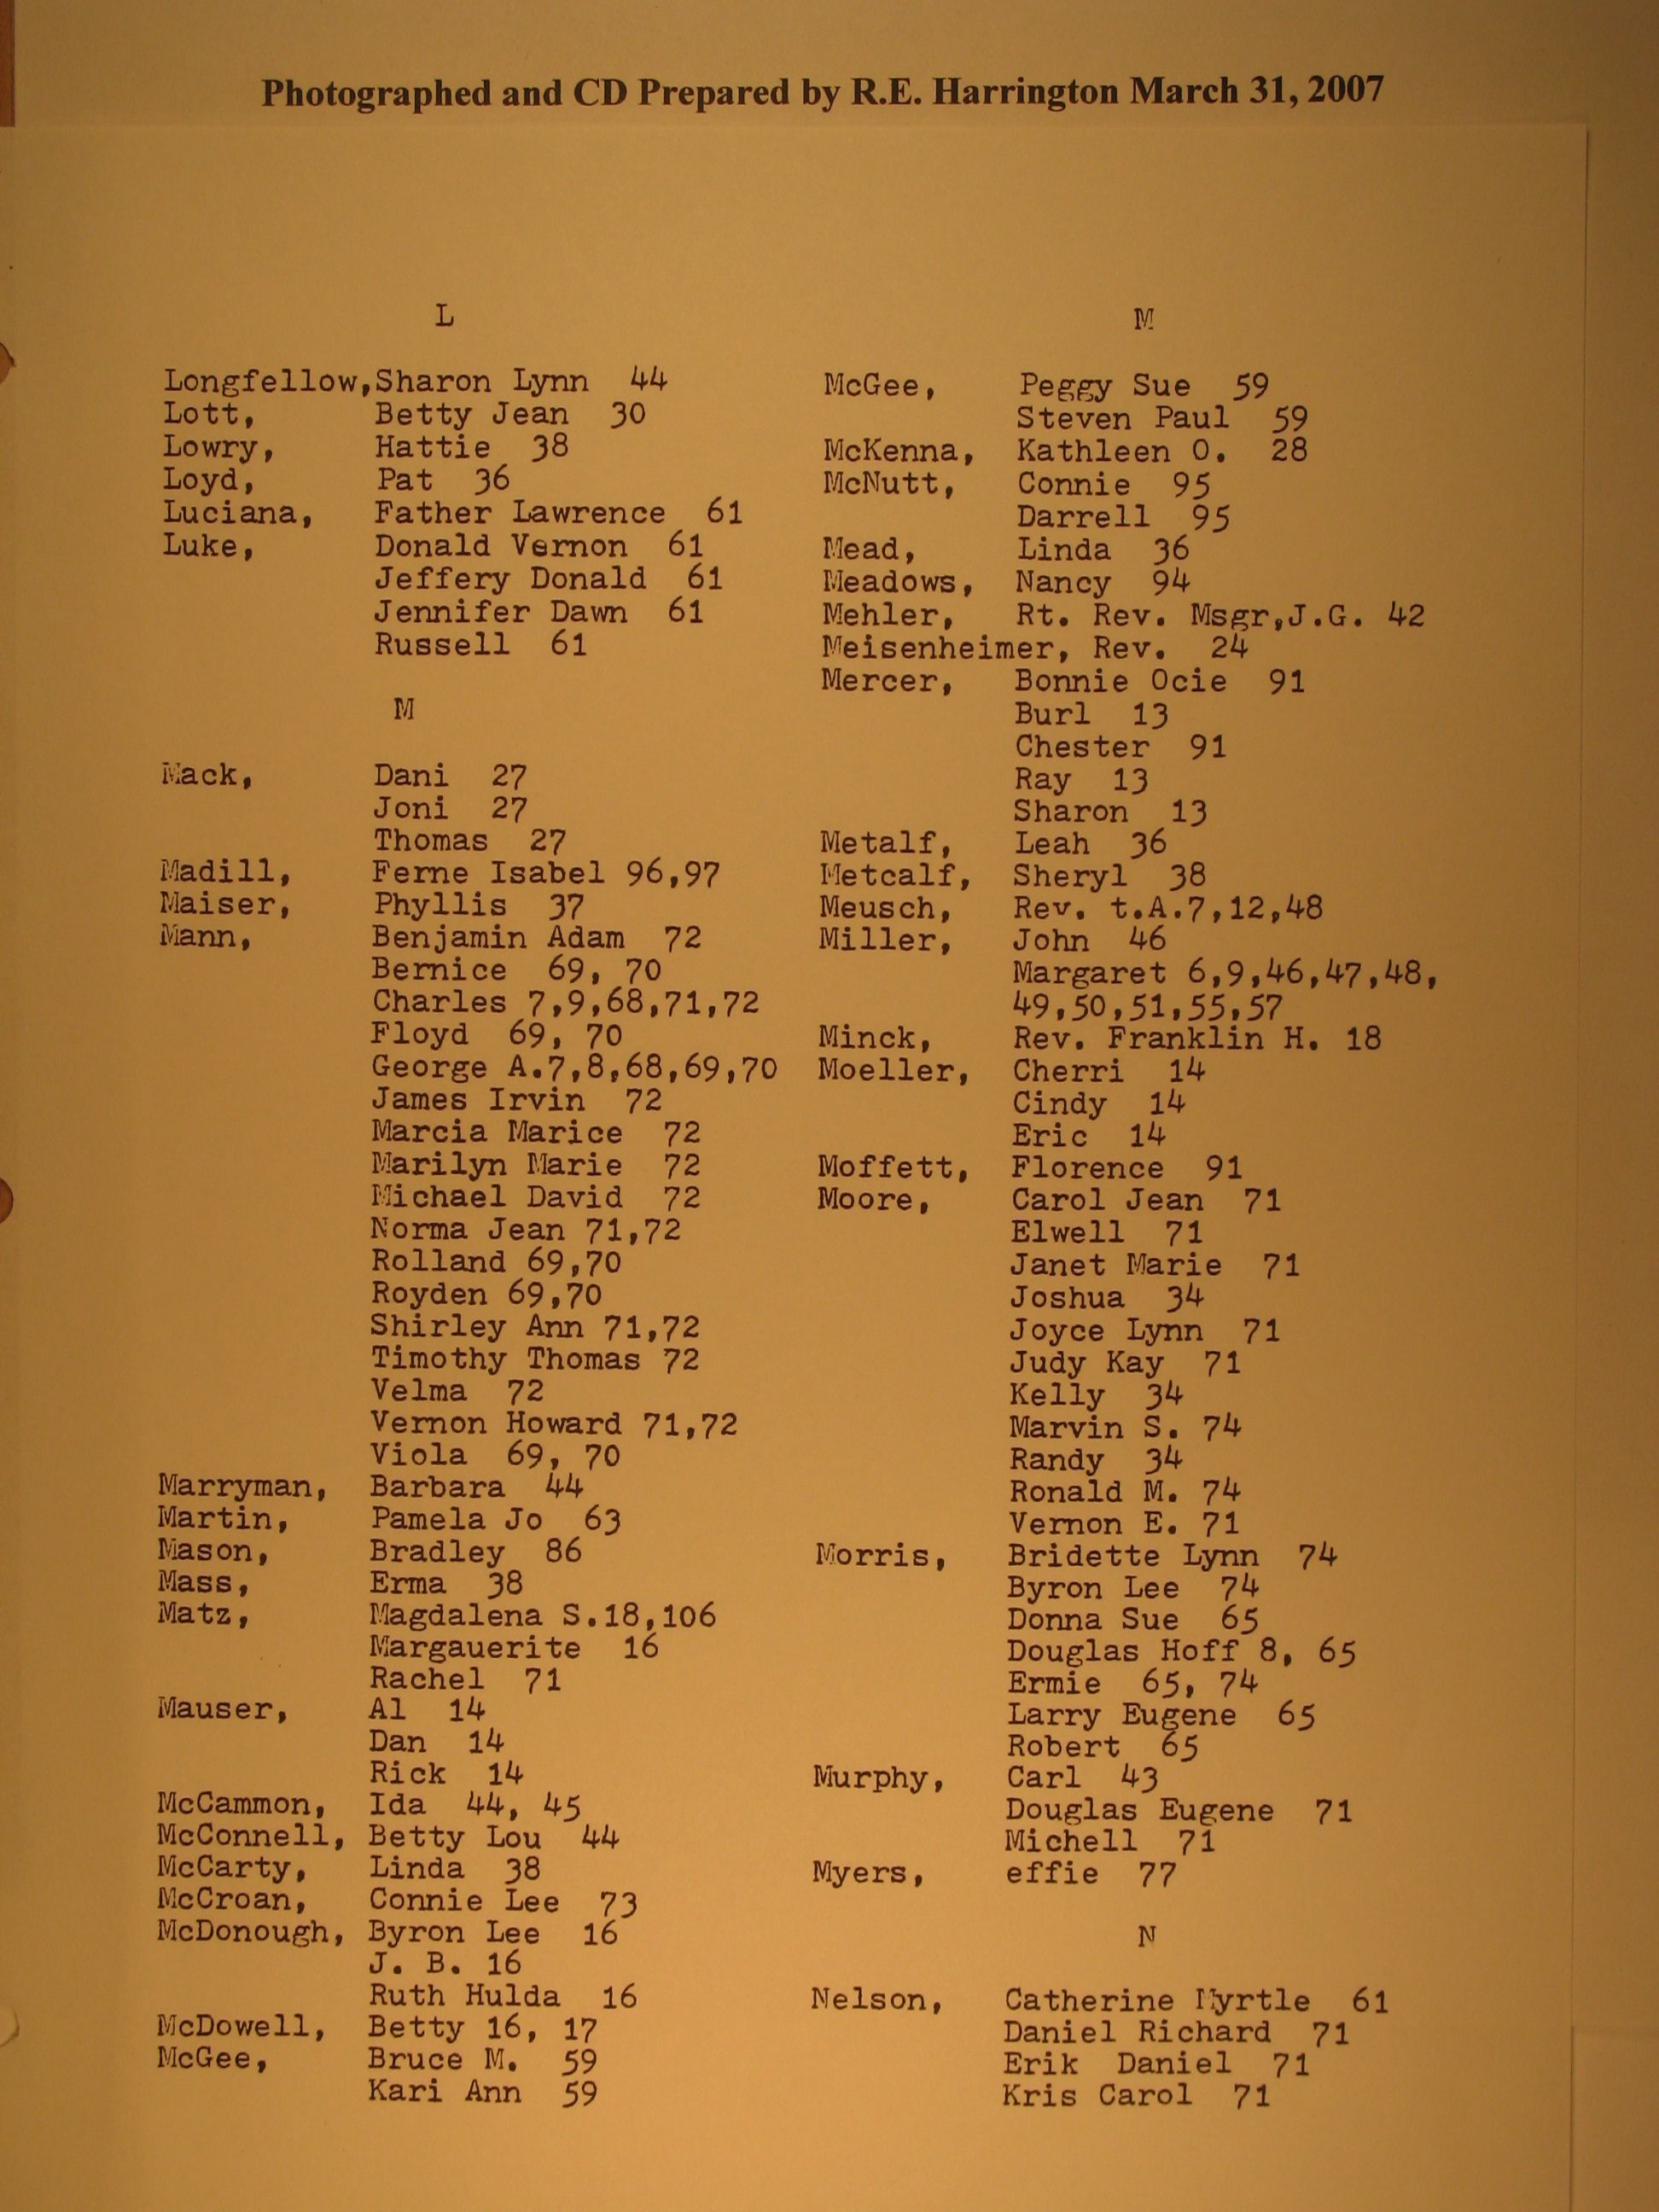 Photographed and CD Prepared by R.E. Harrington March 31, 2007
L
Longfellow,Sharon Lynn 44
Lott, Betty Jean 30
Lowry, Hattie 38
Loyd, Pat 36
Luciana, Father Lawrence 61
Luke, Donald Vernon 61
Jeffery Donald 61
Jennifer Dawn 61
Russell 61
M
Mack, Dani 27
Joni 27
Thomas 27
Madill, Ferne Isabel 96,97
Maiser, Phyllis 37
Mann, Benjamin Adam 72
Bernice 69, 70
Charles 7,9,68,71,72
Floyd 69, 70
George A.7,8,68,69,70
James Irvin 72
Marcia Marice 72
Marilyn Marie 72
Michael David 72
Norma Jean 71,72
Rolland 69,70
Royden 69,70
Shirley Ann 71,72
Timothy Thomas 72
Velma 72
Vernon Howard 71,72
Viola 69, 70
Marryman, Barbara 44
Martin, Pamela Jo 63
Mason, Bradley 86
Mass, Erma 38
Matz, Magdalena S.18,106
Margauerite 16
Rachel 71
Mauser, Al 14
Dan 14
Rick 14
McCammon, Ida 44, 45
McConnell, Betty Lou 44
McCarty, Linda 38
McCroan, Connie Lee 73
McDonough, Byron Lee 16
J. B. 16
Ruth Hulda 16
McDowell, Betty 16, 17
McGee, Bruce M. 59
Kari Ann 59
M
McGee, Peggy Sue 59
Steven Paul 59
McKenna, Kathleen O. 28
McNutt, Connie 95
Darrell 95
Mead, Linda 36
Meadows, Nancy 94
Mehler, Rt. Rev. Msgr,J.G. 42
Meisenheimer, Rev. 24
Mercer, Bonnie Ocie 91
Burl 13
Chester 91
Ray 13
Sharon 13
Metalf, Leah 36
Metcalf, Sheryl 38
Meusch, Rev. t.A.7,12,48
Miller, John 46
Margaret 6,9,46,47,48,
49,50,51,55,57
Minck, Rev. Franklin H. 18
Moeller, Cherri 14
Cindy 14
Eric 14
Moffett, Florence 91
Moore, Carol Jean 71
Elwell 71
Janet Marie 71
Joshua 34
Joyce Lynn 71
Judy Kay 71
Kelly 34
Marvin S. 74
Randy 34
Ronald M. 74
Vernon E. 71
Morris, Bridette Lynn 74
Byron Lee 74
Donna Sue 65
Douglas Hoff 8, 65
Ermie 65, 74
Larry Eugene 65
Robert 65
Murphy, Carl 43
Douglas Eugene 71
Michell 71
Myers, effie 77
N
Nelson, Catherine Myrtle 61
Daniel Richard 71
Erik Daniel 71
Kris Carol 71